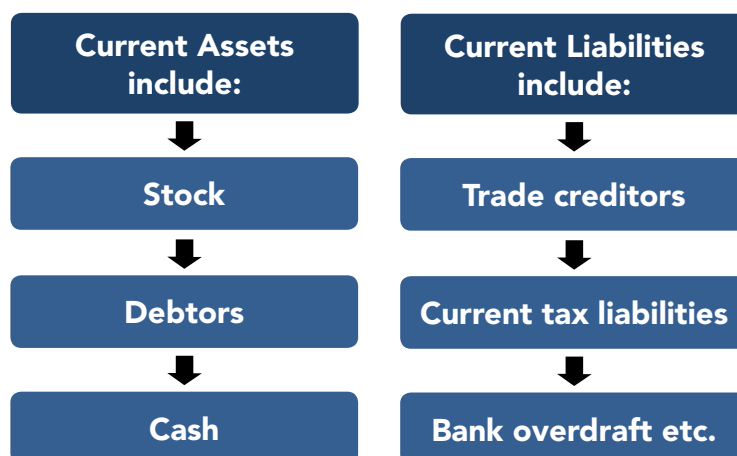 Current Assets
include:
Stock
Debtors
Cash
Current Liabilities
include:
Trade creditors
Current tax liabilities
Bank overdraft etc.